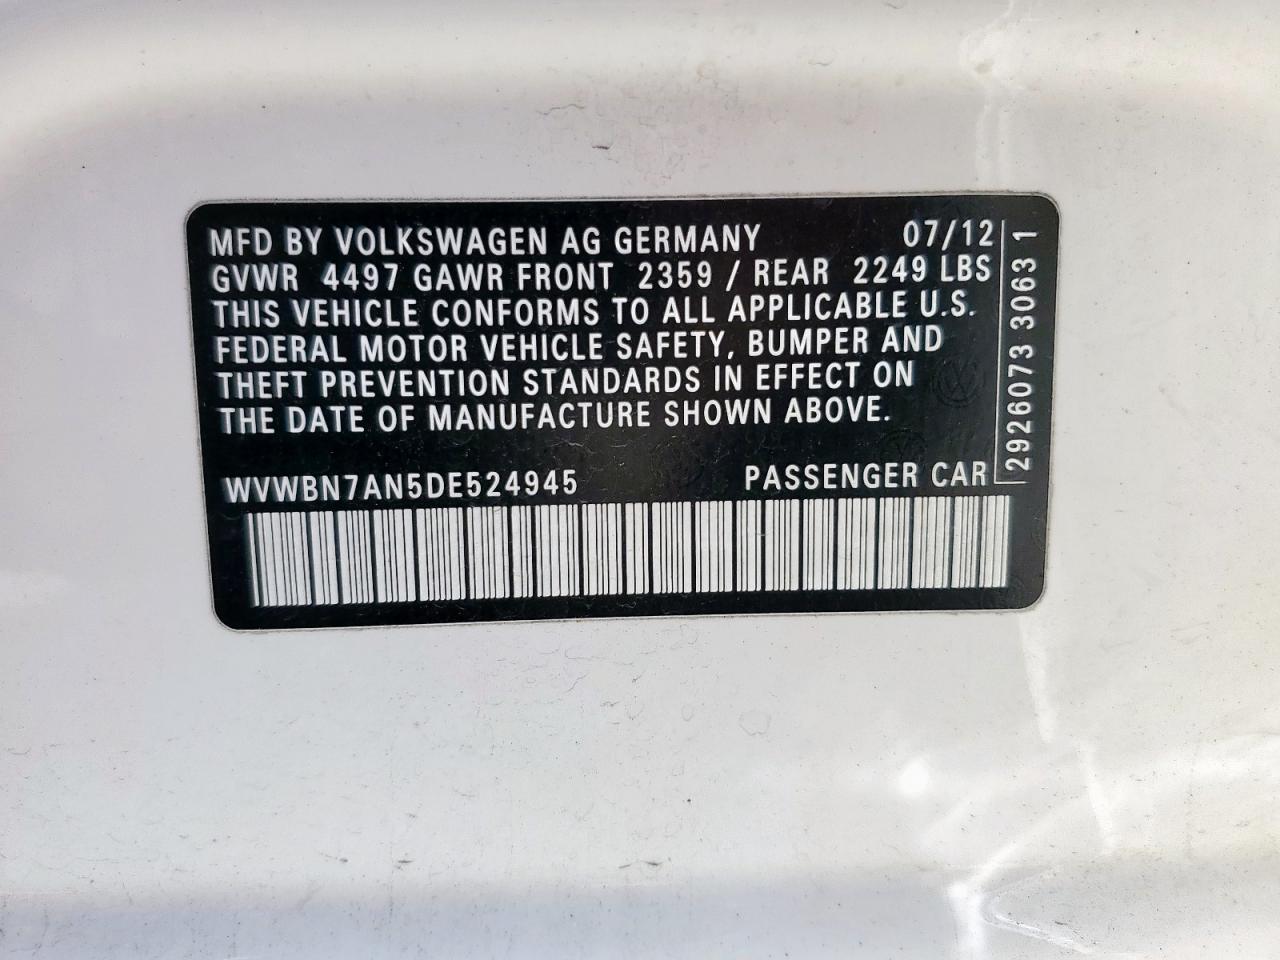 MFD BY VOLKSWAGEN AG GERMANY 07/12
GVWR 4497 GAWR FRONT 2359 / REAR 2249 LBS
THIS VEHICLE CONFORMS TO ALL APPLICABLE U.S.
FEDERAL MOTOR VEHICLE SAFETY, BUMPER AND
THEFT PREVENTION STANDARDS IN EFFECT ON
THE DATE OF MANUFACTURE SHOWN ABOVE.
WVWBN7AN5DE524945 PASSENGER CAR
2926073 3063 1